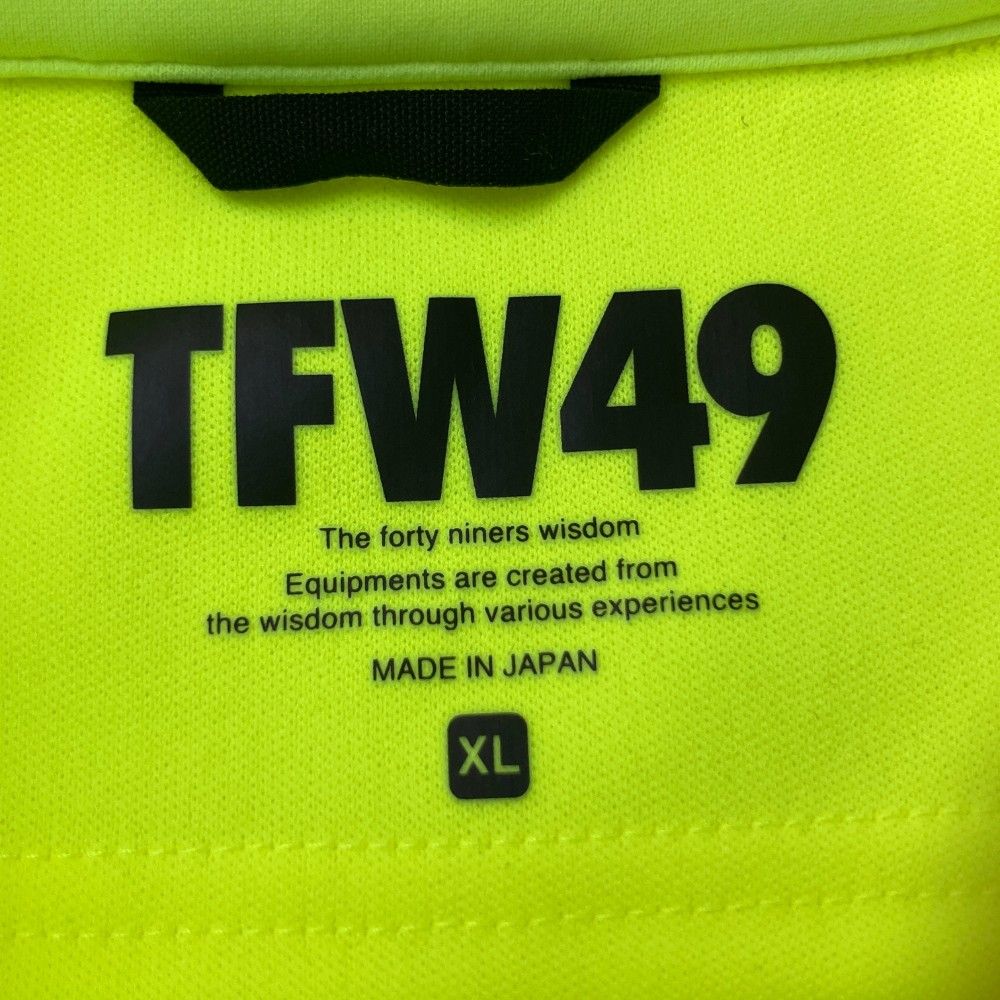 TFW49
The forty niners wisdom
Equipments are created from
the wisdom through various experiences
MADE IN JAPAN
XL